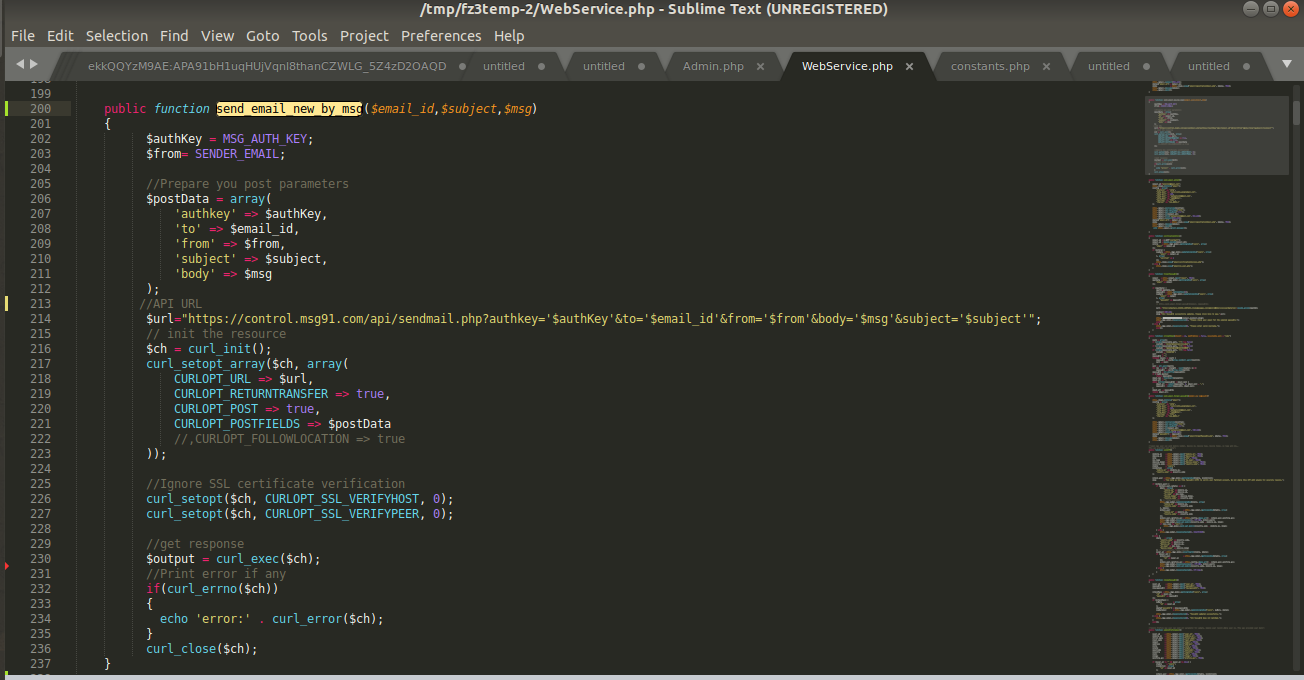 /tmp/fz3temp-2/WebService.php - Sublime Text (UNREGISTERED)
File Edit Selection Find View Goto Tools Project Preferences Help
ekkQQYzM9AE:APA91bH1uqHUjVqnI8thanCZWLG_5Z4zD2OAQD untitled untitled Admin.php WebService.php constants.php untitled untitled
199
200 public function send_email_new_by_msg($email_id,$subject,$msg)
201 {
202 $authKey = MSG_AUTH_KEY;
203 $from= SENDER_EMAIL;
204
205 //Prepare you post parameters
206 $postData = array(
207 'authkey' => $authKey,
208 'to' => $email_id,
209 'from' => $from,
210 'subject' => $subject,
211 'body' => $msg
212 );
213 //API URL
214 $url="https://control.msg91.com/api/sendmail.php?authkey='$authKey'&to='$email_id'&from='$from'&body='$msg'&subject='$subject'";
215 // init the resource
216 $ch = curl_init();
217 curl_setopt_array($ch, array(
218 CURLOPT_URL => $url,
219 CURLOPT_RETURNTRANSFER => true,
220 CURLOPT_POST => true,
221 CURLOPT_POSTFIELDS => $postData
222 //,CURLOPT_FOLLOWLOCATION => true
223 ));
224
225 //Ignore SSL certificate verification
226 curl_setopt($ch, CURLOPT_SSL_VERIFYHOST, 0);
227 curl_setopt($ch, CURLOPT_SSL_VERIFYPEER, 0);
228
229 //get response
230 $output = curl_exec($ch);
231 //Print error if any
232 if(curl_errno($ch))
233 {
234 echo 'error:' . curl_error($ch);
235 }
236 curl_close($ch);
237 }